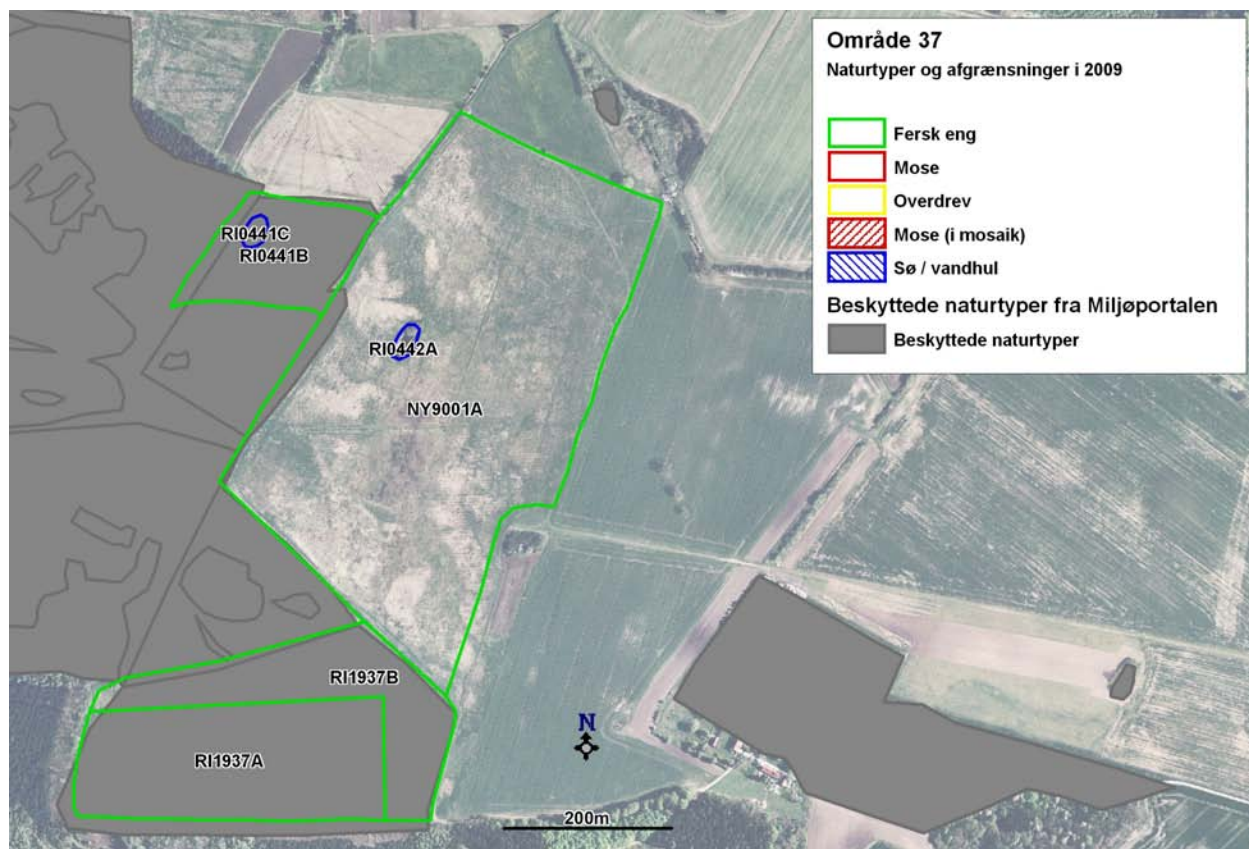 Område 37
Naturtyper og afgrænsninger i 2009
Fersk eng
Mose
Overdrev
Mose (i mosaik)
Sø / vandhul
Beskyttede naturtyper fra Miljøportalen
Beskyttede naturtyper
RI0441C
RI0441B
RI0442A
NY9001A
RI1937B
RI1937A
N
200m